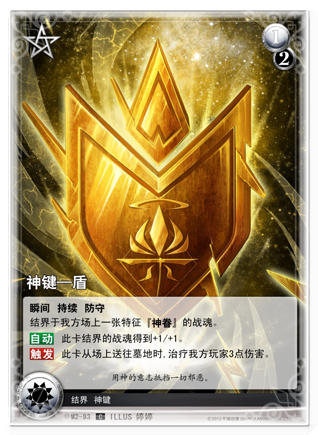 1
2
神键—盾
瞬间 持续 防守
结界于我方场上一张特征『神眷』的战魂。
自动 此卡结界的战魂得到+1/+1。
触发 此卡从场上送往墓地时,治疗我方玩家3点伤害。
用神的意志抵挡一切邪恶。
结界 神键
W2-93 C ILLUS 婷婷